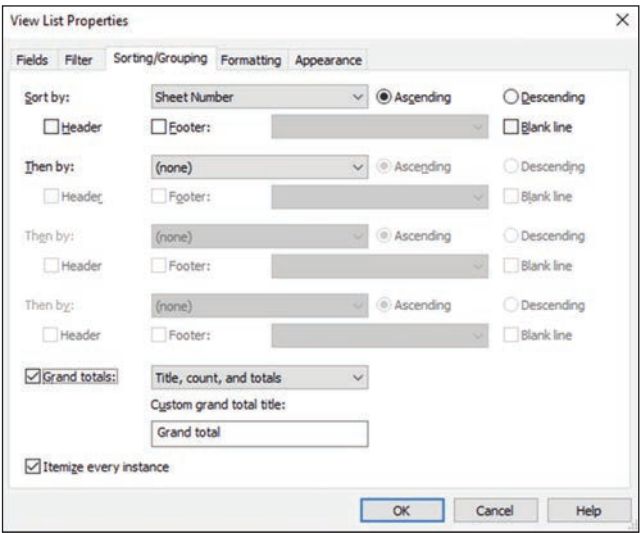 View List Properties
Fields Filter Sorting/Grouping Formatting Appearance
Sort by: Sheet Number Ascending Descending
Header Footer: Blank line
Then by: (none) Ascending Descending
Header Footer: Blank line
Then by: (none) Ascending Descending
Header Footer: Blank line
Then by: (none) Ascending Descending
Header Footer: Blank line
Grand totals: Title, count, and totals
Custom grand total title:
Grand total
Itemize every instance
OK Cancel Help